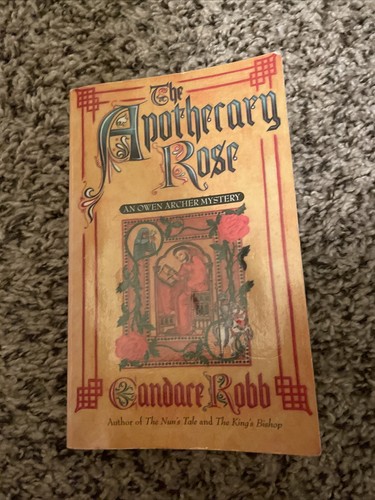 The
Apothecary
Rose
AN OWEN ARCHER MYSTERY
Candace Robb
Author of The Nun's Tale and The King's Bishop